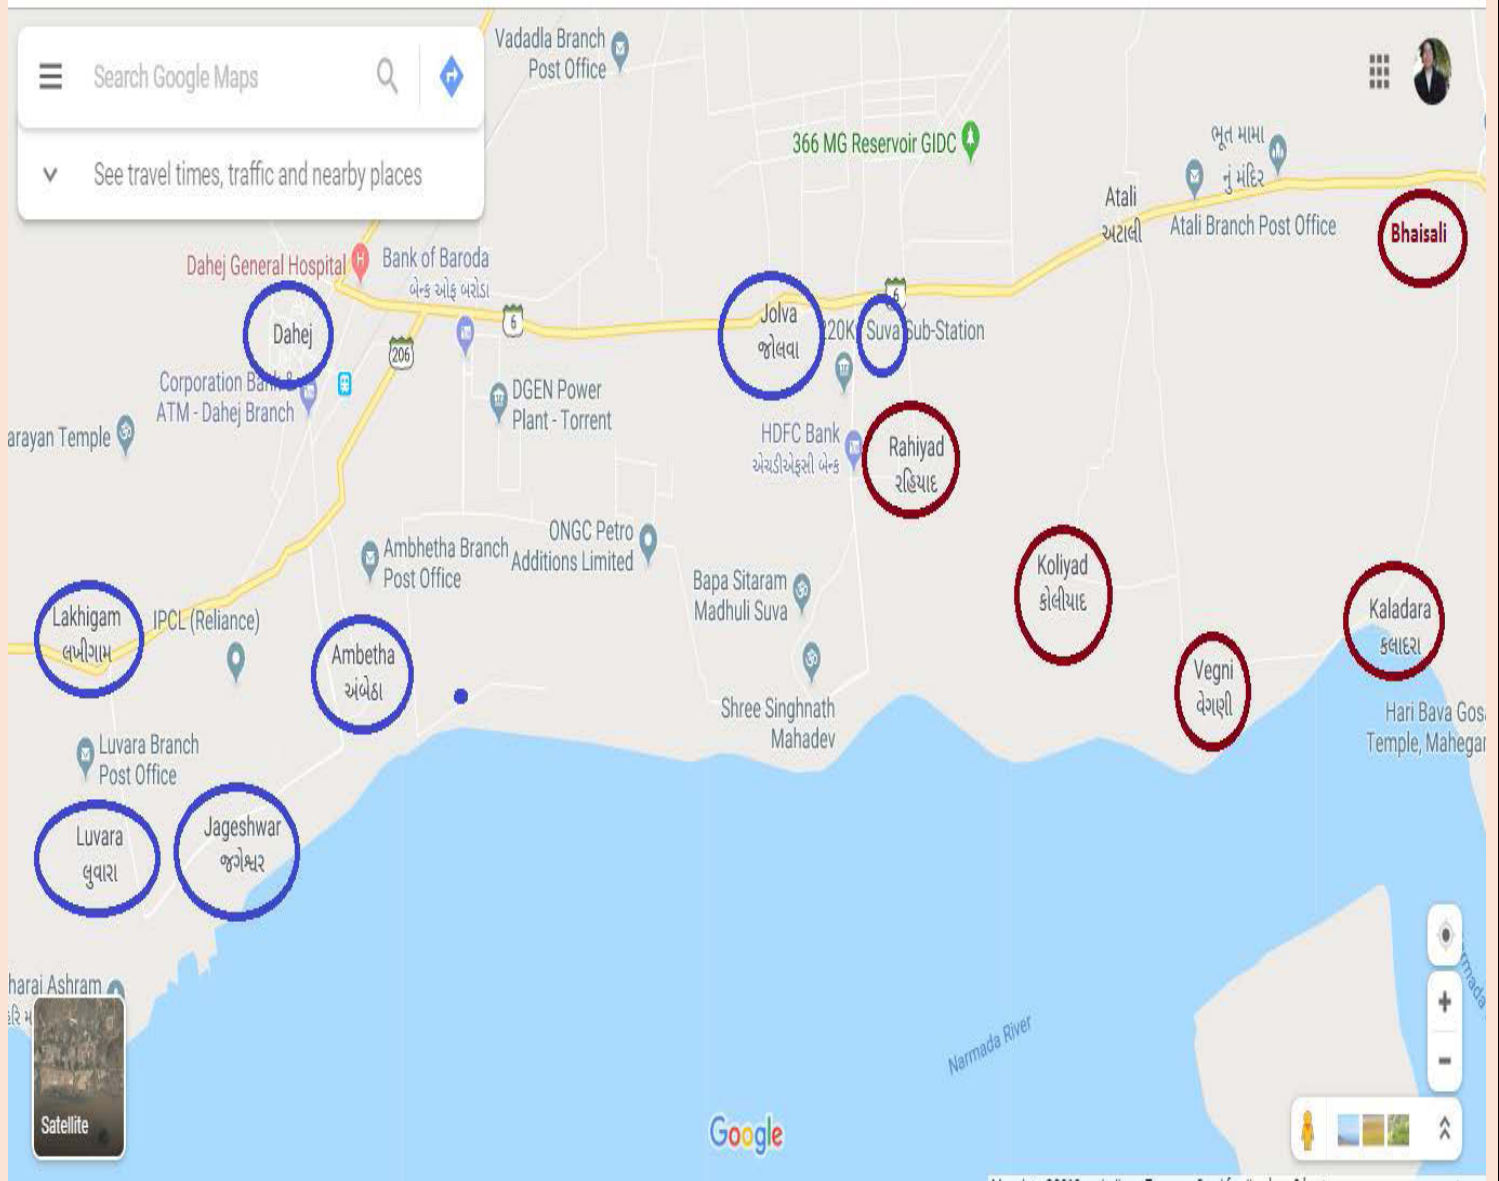 Search Google Maps
See travel times, traffic and nearby places
Vadadla Branch
Post Office
366 MG Reservoir GIDC
ભૂત મામા
નું મંદિર
Atali
અટાલી
Atali Branch Post Office
Bhaisali
Dahej General Hospital
H
Bank of Baroda
બેન્ક ઓફ બરોડા
6
6
206
Dahej
Jolva
જોલવા
220K
Suva Sub-Station
Corporation Bank &
ATM - Dahej Branch
DGEN Power
Plant - Torrent
arayan Temple
HDFC Bank
એચડીએફસી બેન્ક
Rahiyad
રહિયાદ
ONGC Petro
Additions Limited
Ambhetha Branch
Post Office
Bapa Sitaram
Madhuli Suva
Koliyad
કોલીયાદ
Kaladara
કલાદરા
Lakhigam
લખીગામ
IPCL (Reliance)
Ambetha
અંબેઠા
Vegni
વેગણી
Shree Singhnath
Mahadev
Hari Bava Gos
Temple, Mahegar
Luvara Branch
Post Office
Luvara
લુવારા
Jageshwar
જગેશ્વર
harai Ashram
Narmada River
Satellite
Google